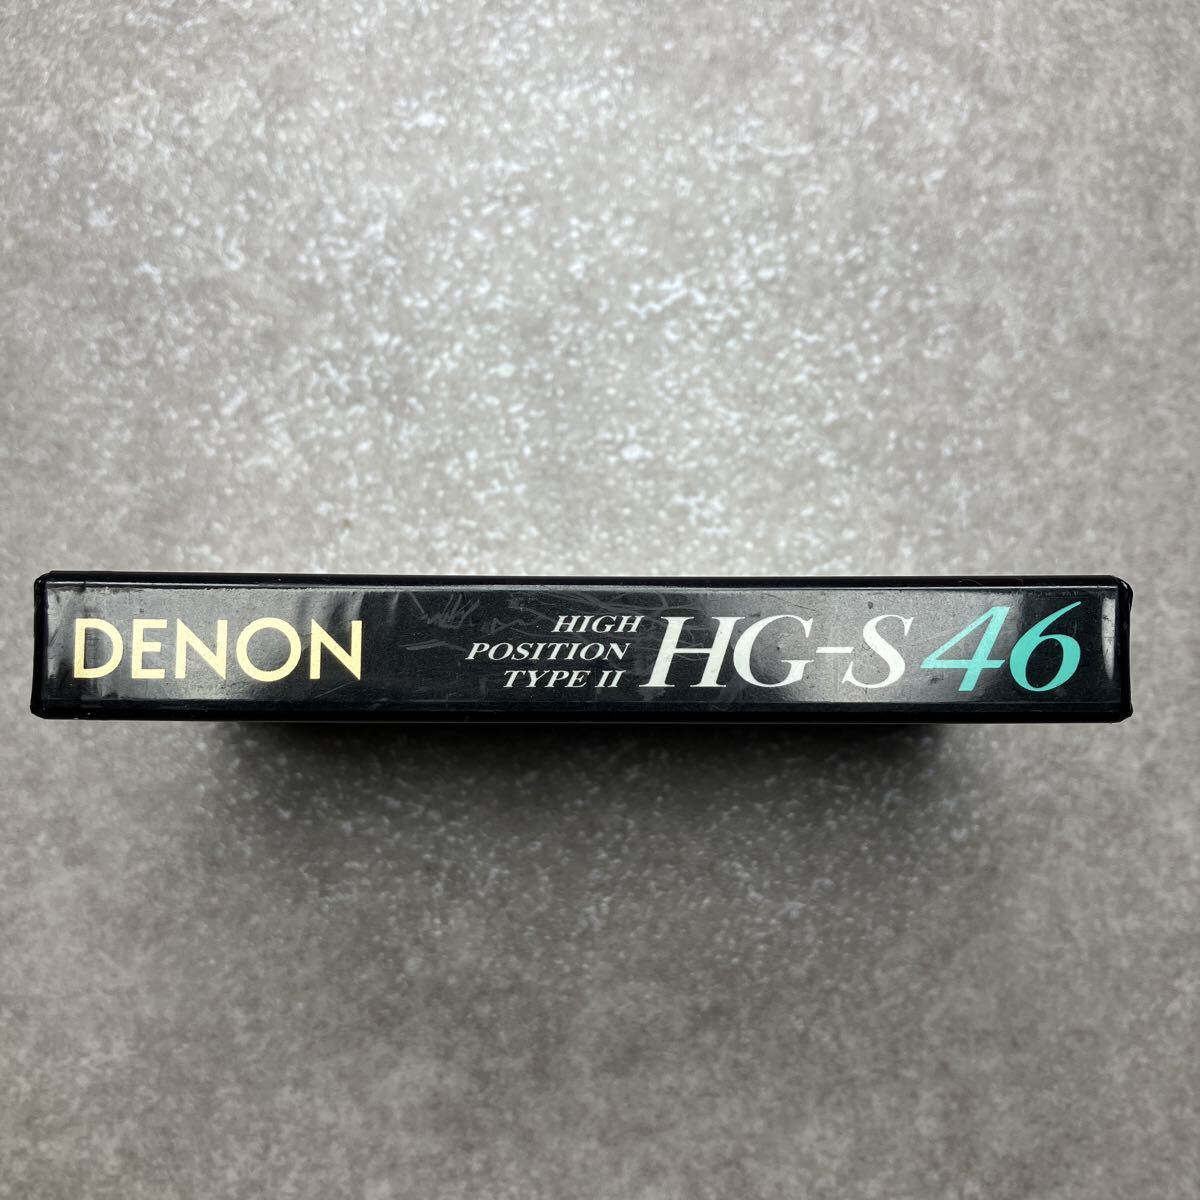 DENON
HIGH
POSITION
TYPE II
HG-S 46